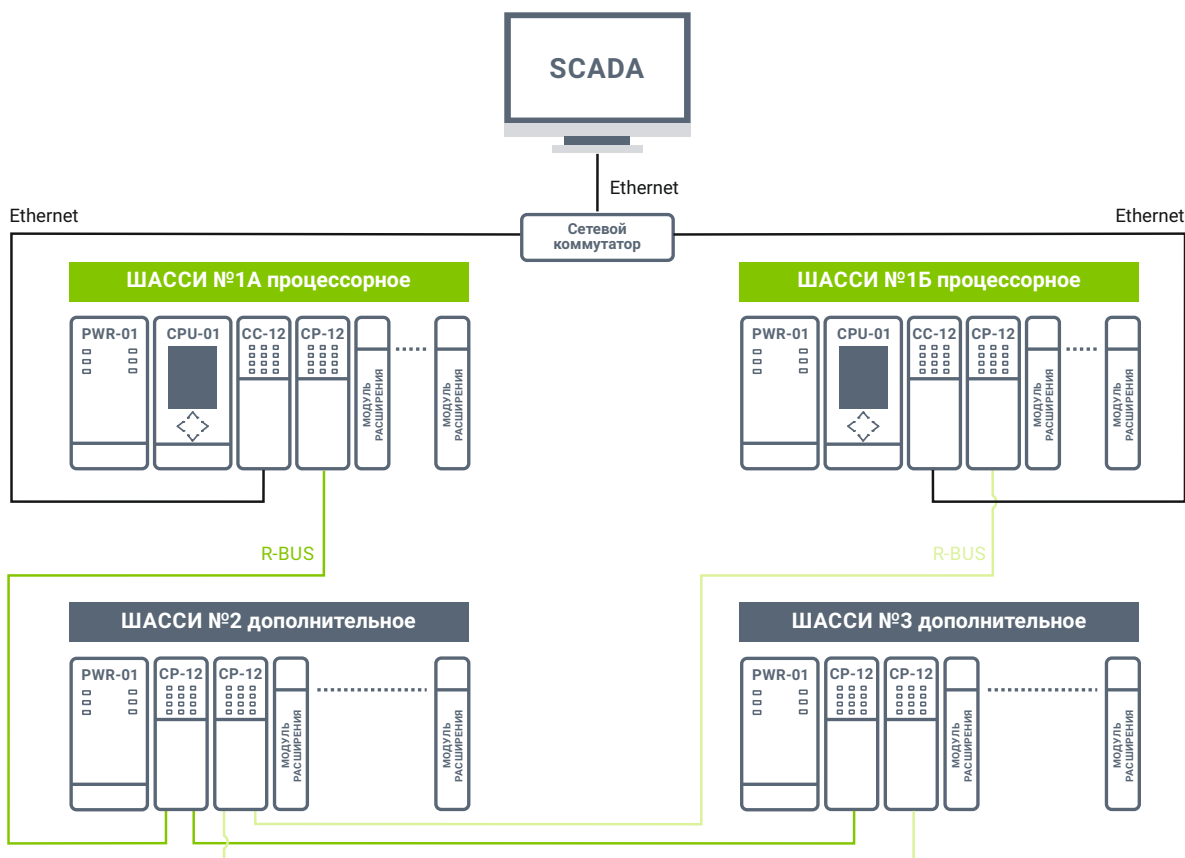 SCADA
Ethernet
Ethernet
Ethernet
Сетевой
коммутатор
ШАССИ №1А процессорное
PWR-01
CPU-01
CC-12
CP-12
МОДУЛЬ
РАСШИРЕНИЯ
МОДУЛЬ
РАСШИРЕНИЯ
ШАССИ №1Б процессорное
PWR-01
CPU-01
CC-12
CP-12
МОДУЛЬ
РАСШИРЕНИЯ
МОДУЛЬ
РАСШИРЕНИЯ
R-BUS
R-BUS
ШАССИ №2 дополнительное
PWR-01
CP-12
CP-12
МОДУЛЬ
РАСШИРЕНИЯ
МОДУЛЬ
РАСШИРЕНИЯ
ШАССИ №3 дополнительное
PWR-01
CP-12
CP-12
МОДУЛЬ
РАСШИРЕНИЯ
МОДУЛЬ
РАСШИРЕНИЯ